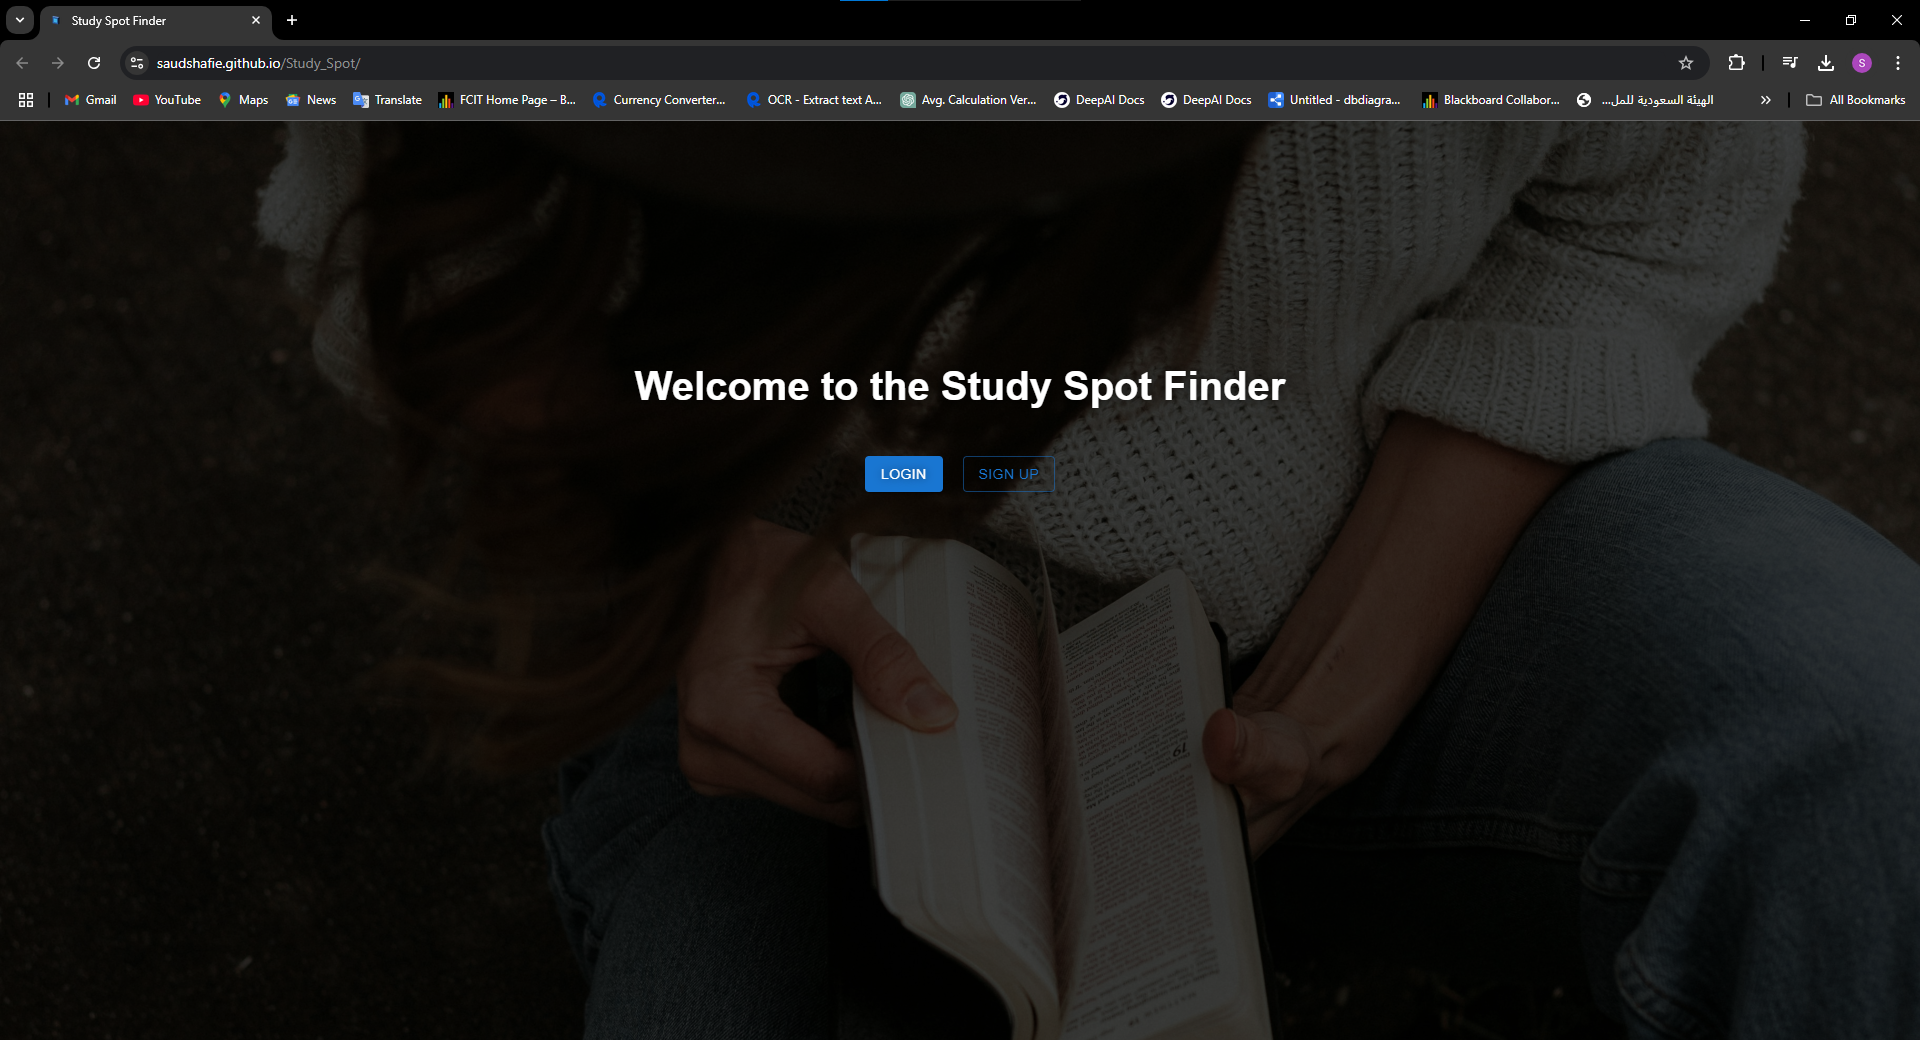 Study Spot Finder
saudshafie.github.io/Study_Spot/
S
Gmail
YouTube
Maps
News
Translate
FCIT Home Page – B...
Currency Converter...
OCR - Extract text A...
Avg. Calculation Ver...
DeepAI Docs
DeepAI Docs
Untitled - dbdiagra...
Blackboard Collabor...
الهيئة السعودية للمل...
All Bookmarks
Welcome to the Study Spot Finder
LOGIN
SIGN UP
19